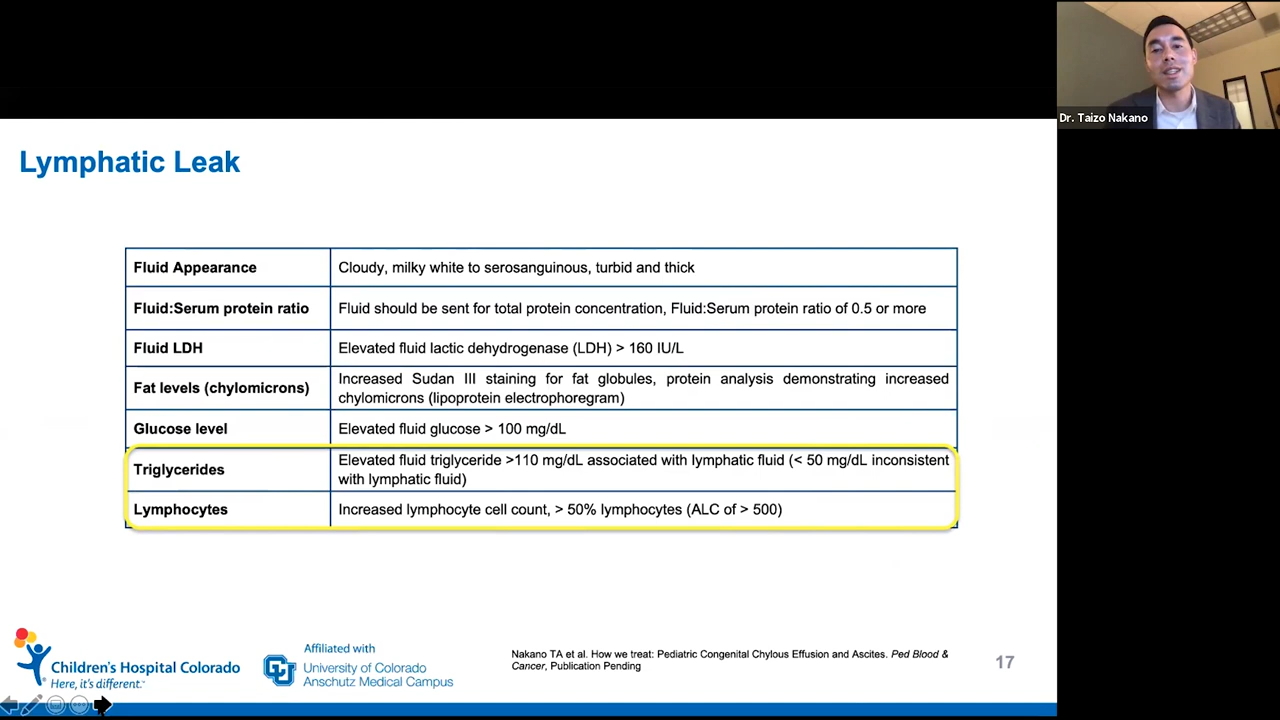 Dr. Taizo Nakano
Lymphatic Leak
Fluid Appearance
Cloudy, milky white to serosanguinous, turbid and thick
Fluid:Serum protein ratio
Fluid should be sent for total protein concentration, Fluid:Serum protein ratio of 0.5 or more
Fluid LDH
Elevated fluid lactic dehydrogenase (LDH) > 160 IU/L
Fat levels (chylomicrons)
Increased Sudan III staining for fat globules, protein analysis demonstrating increased
chylomicrons (lipoprotein electrophoregram)
Glucose level
Elevated fluid glucose > 100 mg/dL
Triglycerides
Elevated fluid triglyceride >110 mg/dL associated with lymphatic fluid (< 50 mg/dL inconsistent
with lymphatic fluid)
Lymphocytes
Increased lymphocyte cell count, > 50% lymphocytes (ALC of > 500)
Children's Hospital Colorado
Here, it's different.™
Affiliated with
University of Colorado
Anschutz Medical Campus
Nakano TA et al. How we treat: Pediatric Congenital Chylous Effusion and Ascites. Ped Blood &
Cancer, Publication Pending
17